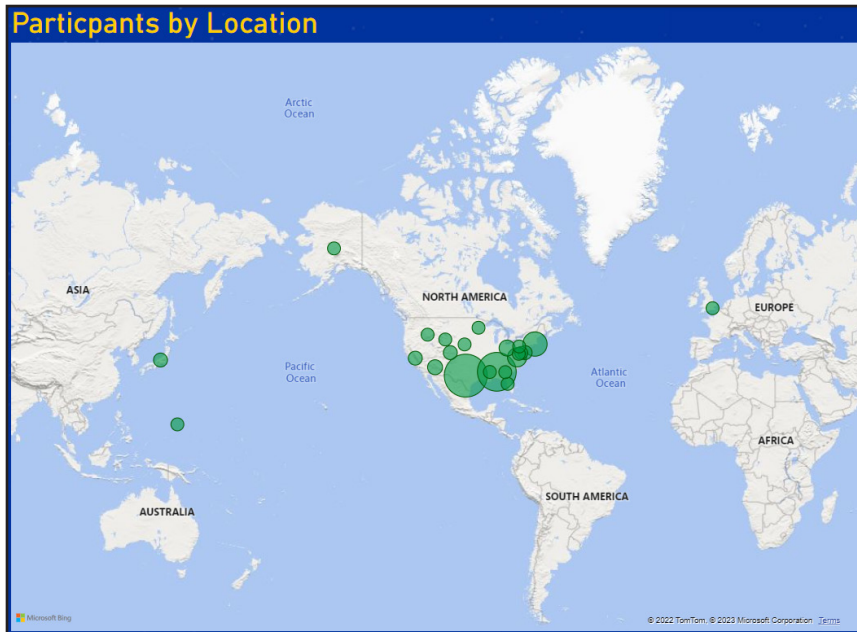 Particpants by Location
Arctic
Ocean
ASIA
NORTH AMERICA
EUROPE
Pacific
Ocean
Atlantic
Ocean
AFRICA
SOUTH AMERICA
AUSTRALIA
Microsoft Bing
© 2022 TomTom, © 2023 Microsoft Corporation Terms